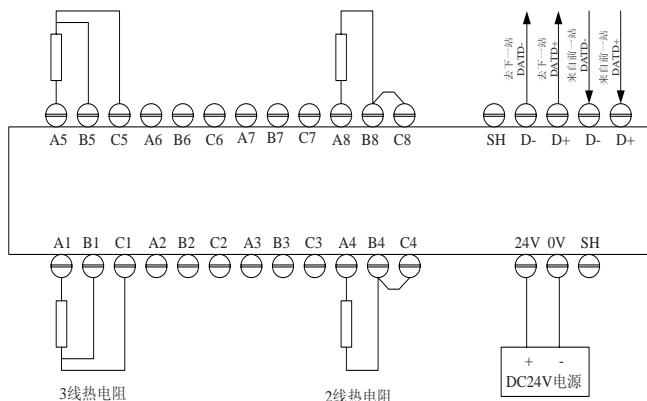 去下一站
DATD-
去下一站
DATD+
来自前一站
DATD-
来自前一站
DATD+
A5 B5 C5 A6 B6 C6 A7 B7 C7 A8 B8 C8 SH D- D+ D- D+
A1 B1 C1 A2 B2 C2 A3 B3 C3 A4 B4 C4 24V 0V SH
+ -
DC24V电源
3线热电阻 2线热电阻